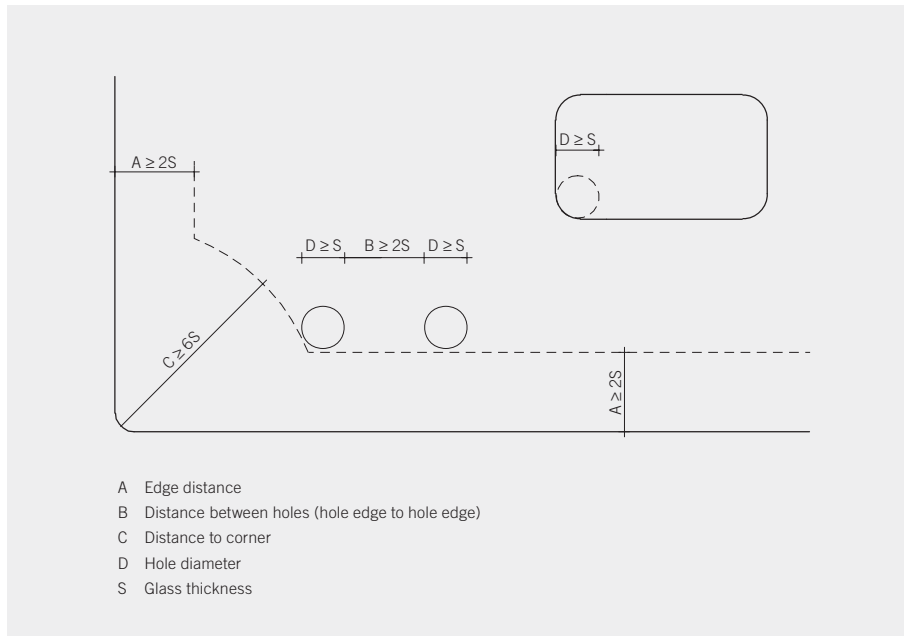 D ≥ S
A ≥ 2S
D ≥ S B ≥ 2S D ≥ S
C ≥ 6S
A ≥ 2S
A Edge distance
B Distance between holes (hole edge to hole edge)
C Distance to corner
D Hole diameter
S Glass thickness